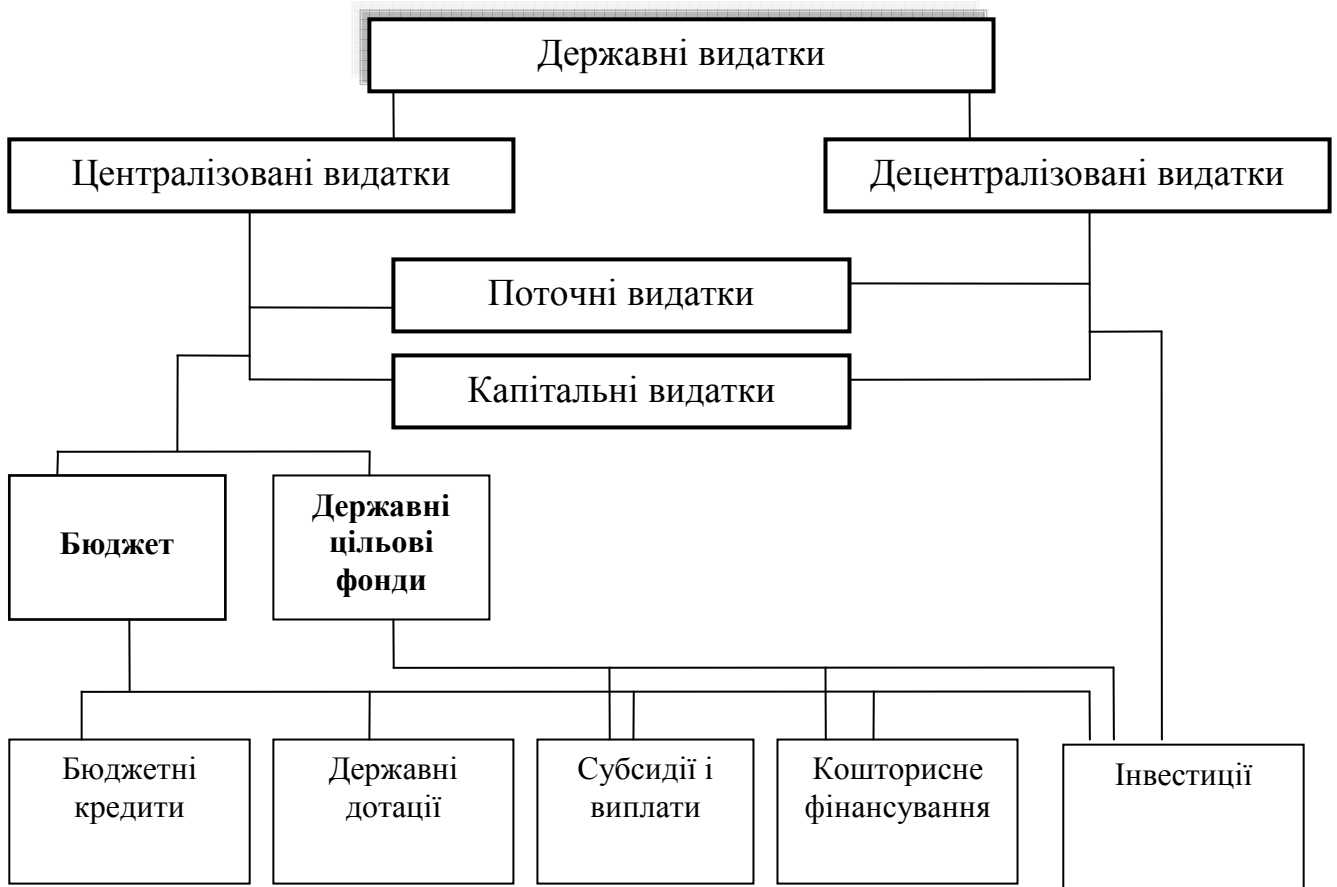 Державні видатки
Централізовані видатки
Децентралізовані видатки
Поточні видатки
Капітальні видатки
Бюджет
Державні
цільові
фонди
Бюджетні
кредити
Державні
дотації
Субсидії і
виплати
Кошторисне
фінансування
Інвестиції